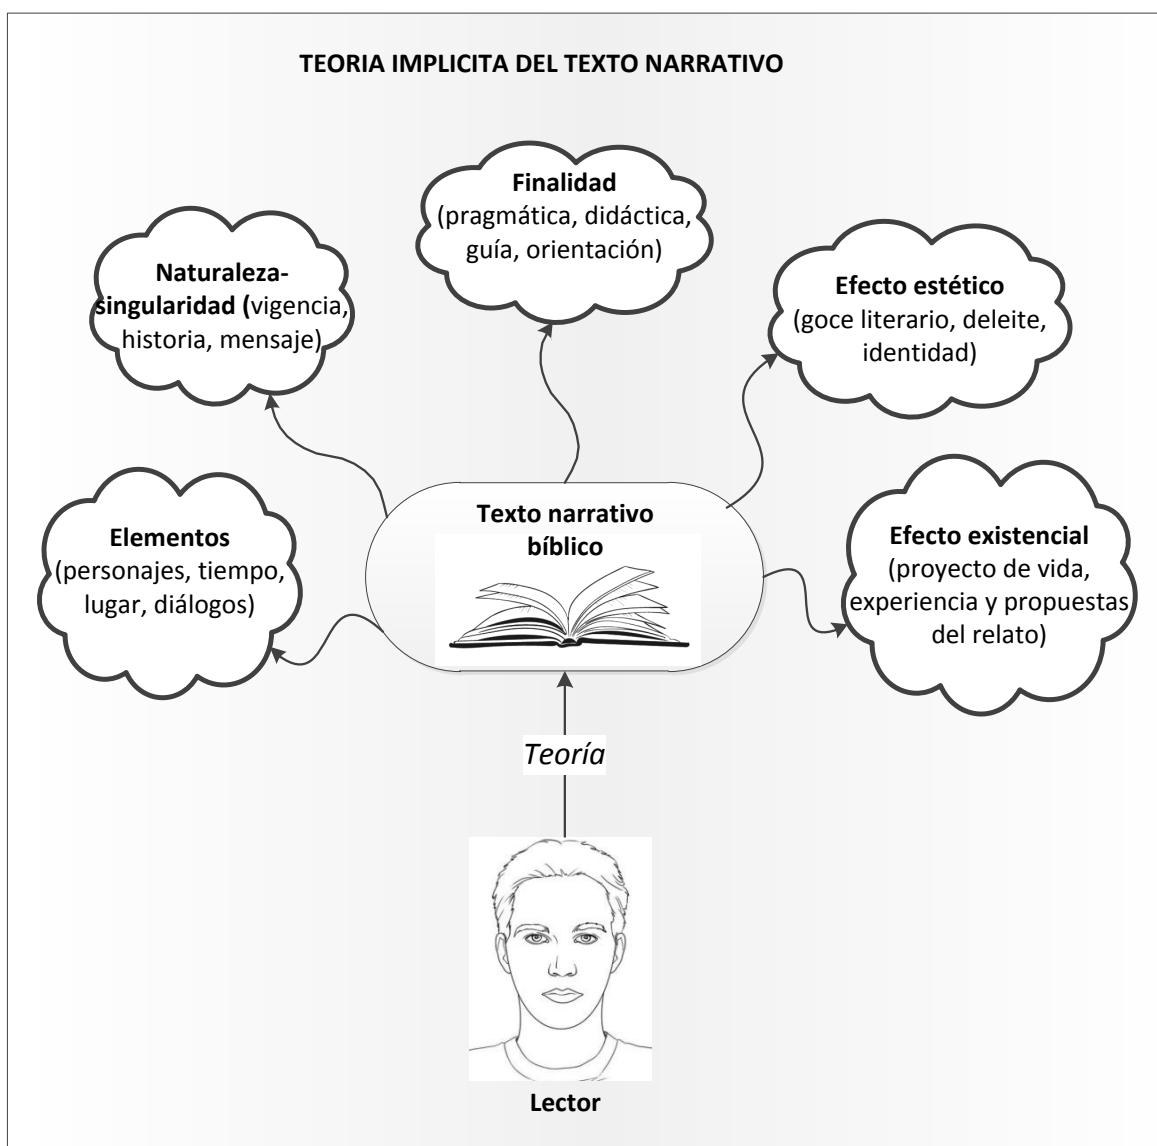 TEORIA IMPLICITA DEL TEXTO NARRATIVO
Finalidad
(pragmática, didáctica,
guía, orientación)
Naturaleza-
singularidad (vigencia,
historia, mensaje)
Efecto estético
(goce literario, deleite,
identidad)
Elementos
(personajes, tiempo,
lugar, diálogos)
Texto narrativo
bíblico
Efecto existencial
(proyecto de vida,
experiencia y propuestas
del relato)
Teoría
Lector